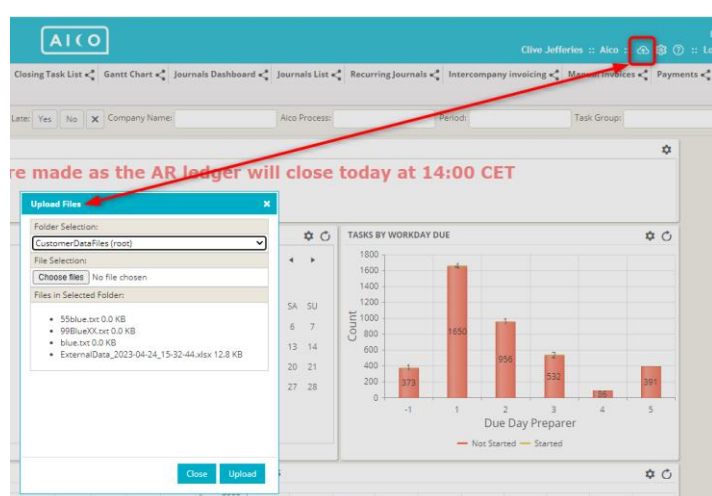 AICO
Clive Jefferies :: Aico ::
Closing Task List Gantt Chart Journals Dashboard Journals List Recurring Journals Intercompany invoicing Manual Invoices Payments
Late: Yes No X Company Name: Aico Process: Period: Task Group:
re made as the AR ledger will close today at 14:00 CET
Upload Files
Folder Selection:
CustomerDataFiles (root)
File Selection:
Choose files No file chosen
Files in Selected Folder:
55blue.txt 0.0 KB
99BlueXX.txt 0.0 KB
blue.txt 0.0 KB
ExternalData_2023-04-24_15-32-44.xlsx 12.8 KB
Close Upload
SA SU
6 7
13 14
20 21
27 28
TASKS BY WORKDAY DUE
1800
1600
1400
1200
1000
800
600
400
200
0
Count
1 4 1 2
373 1650 956 532 86 391
-1 1 2 3 4 5
Due Day Preparer
Not Started Started